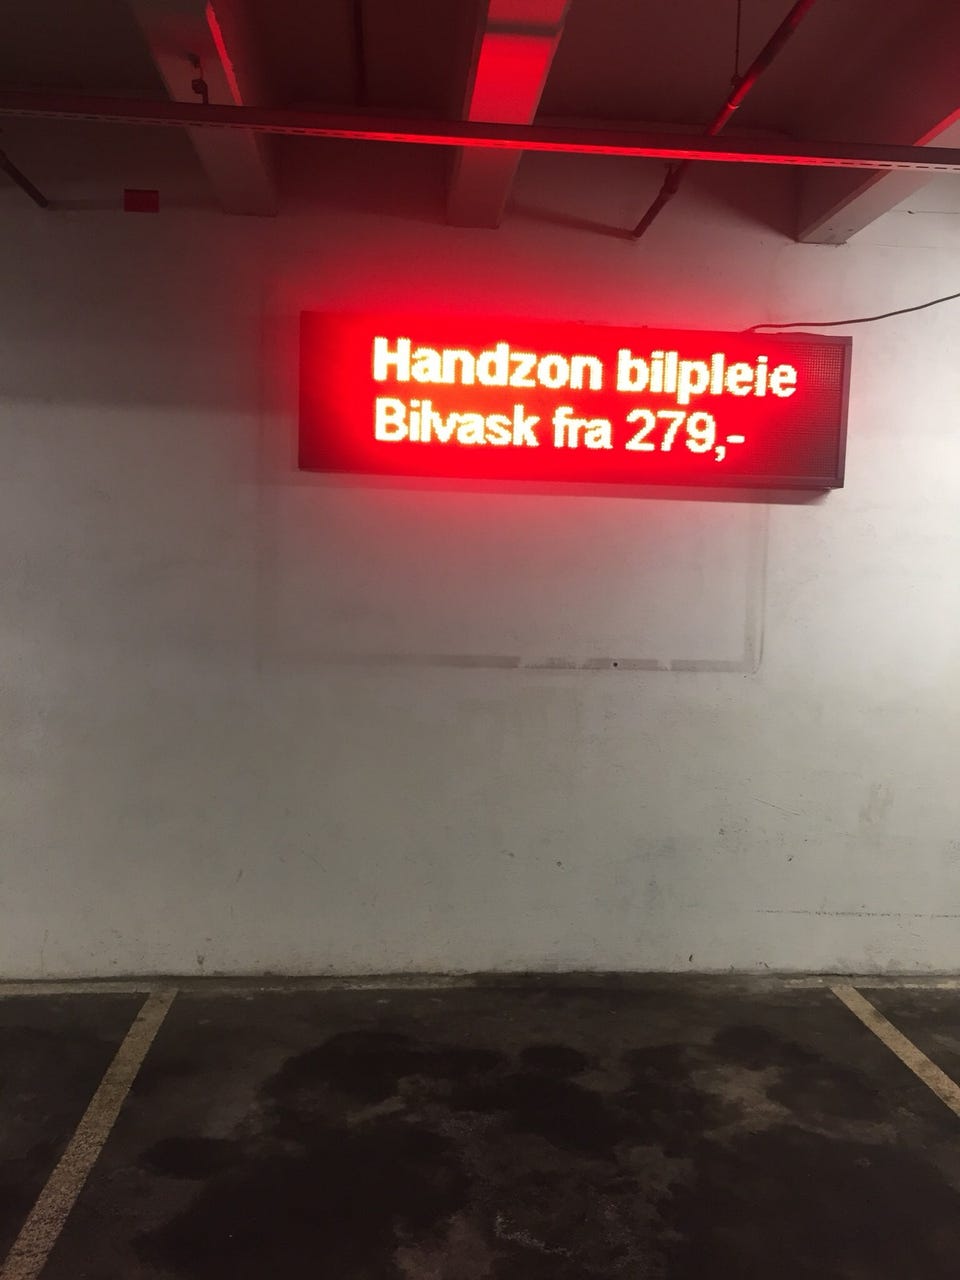 Handzon bilpleie
Bilvask fra 279,-